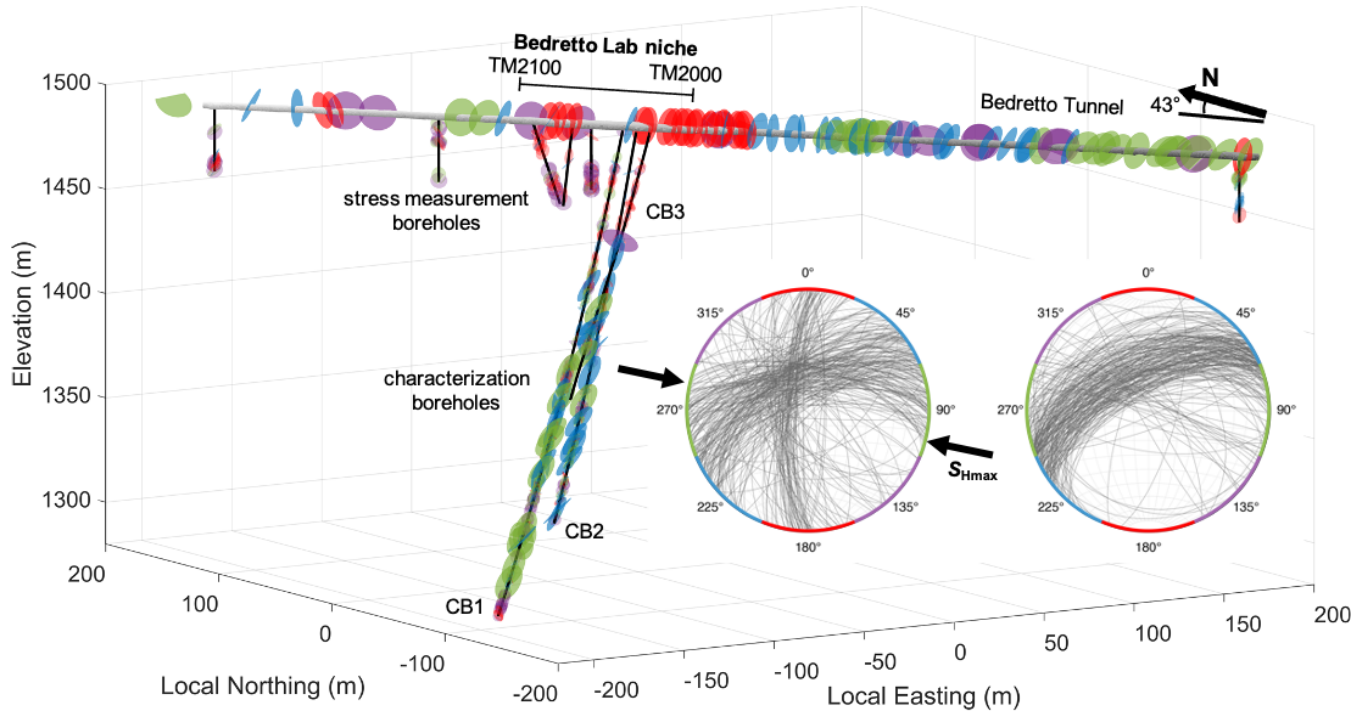 Bedretto Lab niche
TM2100
TM2000
N
43°
Bedretto Tunnel
1500
1450
1400
1350
1300
Elevation (m)
stress measurement
boreholes
CB3
characterization
boreholes
CB2
CB1
0°
45°
90°
135°
180°
225°
270°
315°
SHmax
0°
45°
90°
135°
180°
225°
270°
315°
200
100
0
-100
-200
Local Northing (m)
-200
-150
-100
-50
0
50
100
150
200
Local Easting (m)